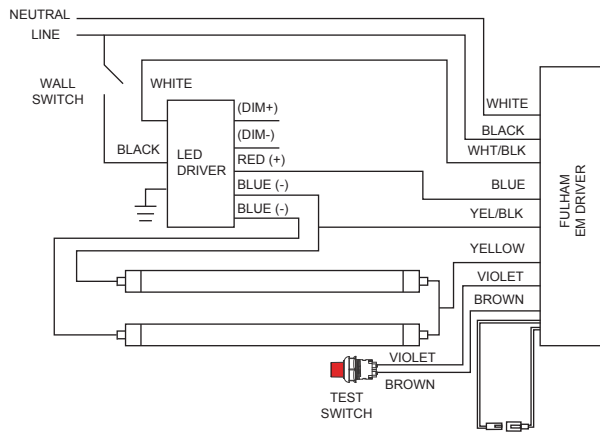 NEUTRAL
LINE
WALL
SWITCH
WHITE
BLACK
LED
DRIVER
(DIM+)
(DIM-)
RED (+)
BLUE (-)
BLUE (-)
WHITE
BLACK
WHT/BLK
BLUE
YEL/BLK
YELLOW
VIOLET
BROWN
FULHAM
EM DRIVER
VIOLET
BROWN
TEST
SWITCH